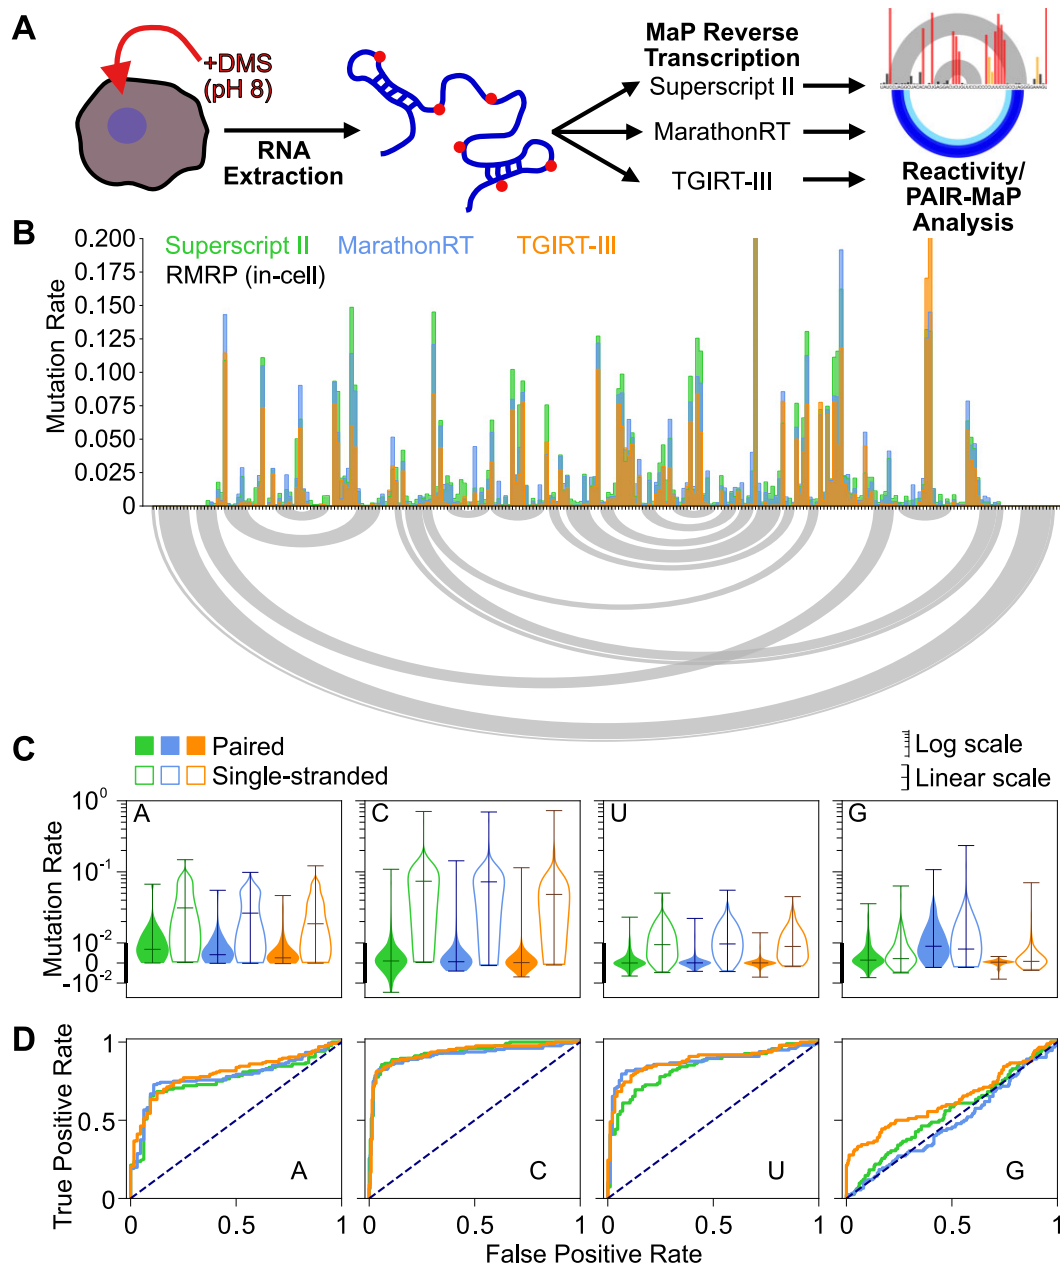 A
+DMS
(pH 8)
RNA
Extraction
MaP Reverse
Transcription
Superscript II
MarathonRT
TGIRT-III
Reactivity/
PAIR-MaP
Analysis
B
Superscript II MarathonRT TGIRT-III
RMRP (in-cell)
Mutation Rate
0.200
0.175
0.150
0.125
0.100
0.075
0.050
0.025
0
C
Paired
Single-stranded
Log scale
Linear scale
Mutation Rate
10^0
10^-1
10^-2
0
-10^-2
A
C
U
G
D
True Positive Rate
1
0.5
0
A
C
U
G
0 0.5 1
0 0.5 1
0 0.5 1
0 0.5 1
False Positive Rate